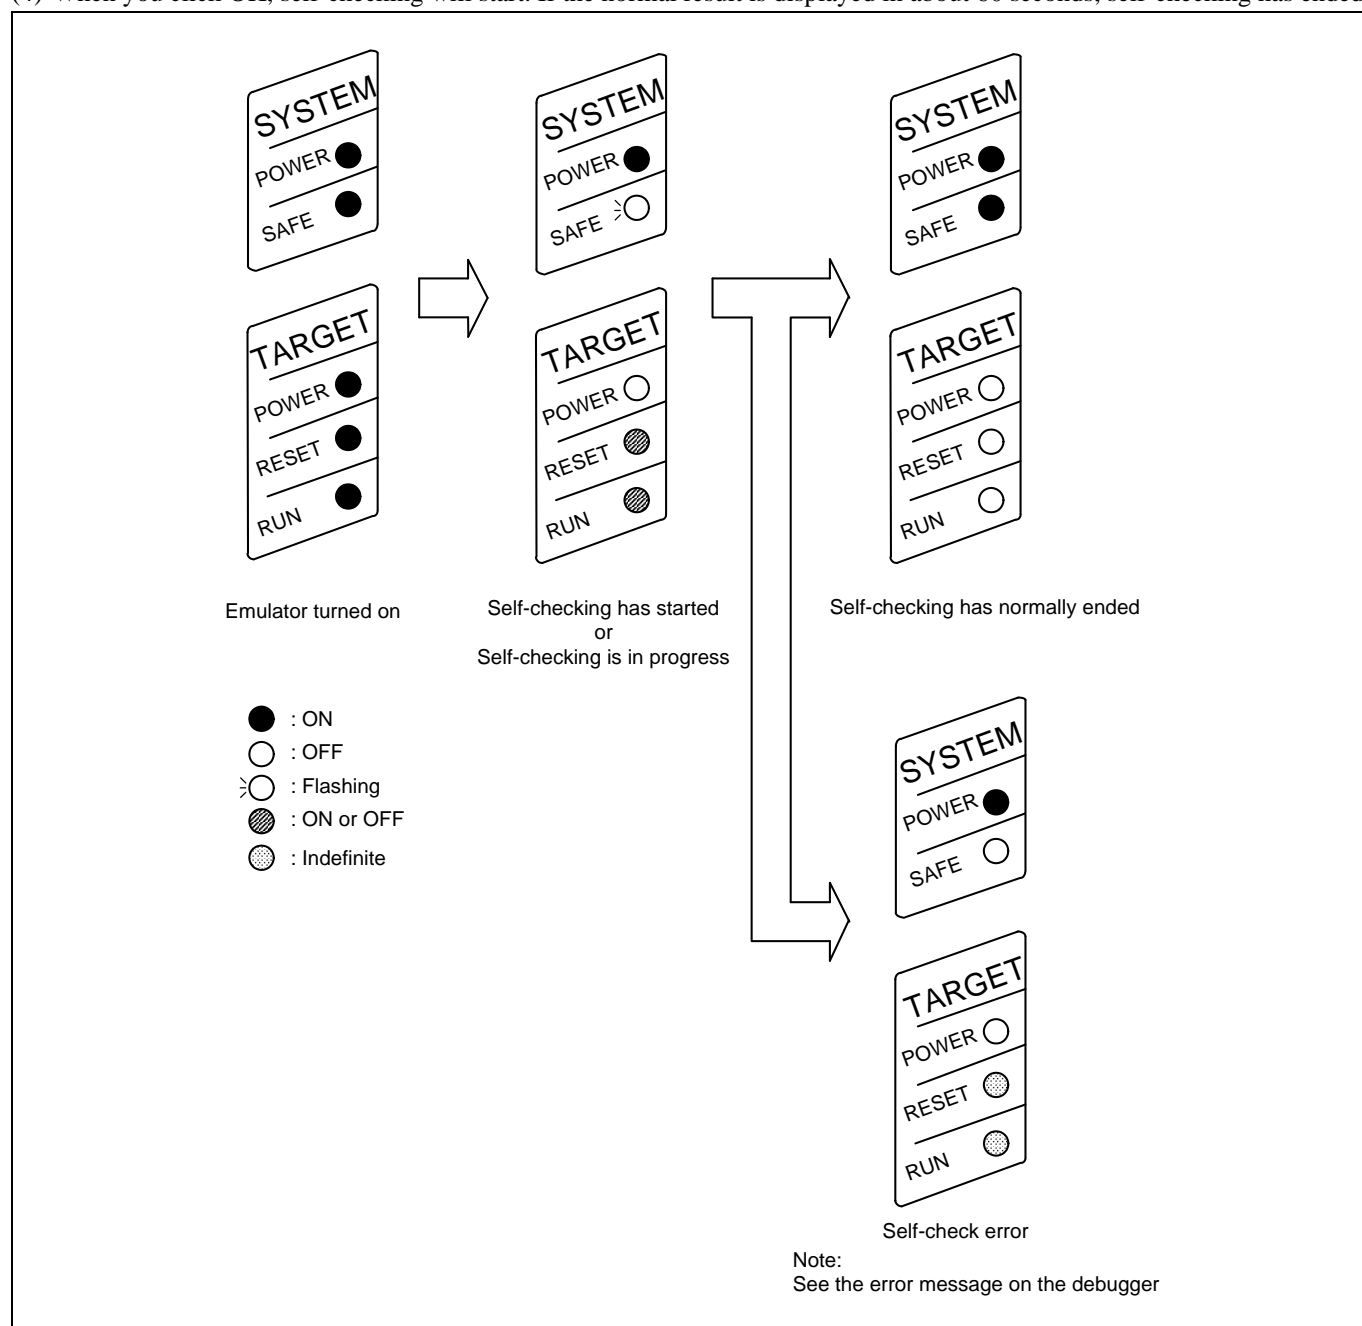 (4) When you click OK, self-checking will start. If the normal result is displayed in about 60 seconds, self-checking has ended
SYSTEM
POWER
SAFE
TARGET
POWER
RESET
RUN
Emulator turned on
SYSTEM
POWER
SAFE
TARGET
POWER
RESET
RUN
Self-checking has started
or
Self-checking is in progress
SYSTEM
POWER
SAFE
TARGET
POWER
RESET
RUN
Self-checking has normally ended
: ON
: OFF
: Flashing
: ON or OFF
: Indefinite
SYSTEM
POWER
SAFE
TARGET
POWER
RESET
RUN
Self-check error
Note:
See the error message on the debugger